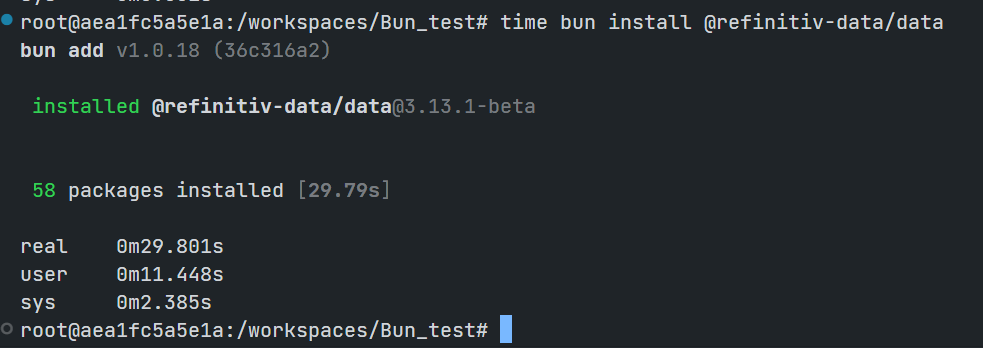 root@aea1fc5a5e1a:/workspaces/Bun_test# time bun install @refinitiv-data/data
bun add v1.0.18 (36c316a2)
installed @refinitiv-data/data@3.13.1-beta
58 packages installed [29.79s]
real 0m29.801s
user 0m11.448s
sys 0m2.385s
root@aea1fc5a5e1a:/workspaces/Bun_test#